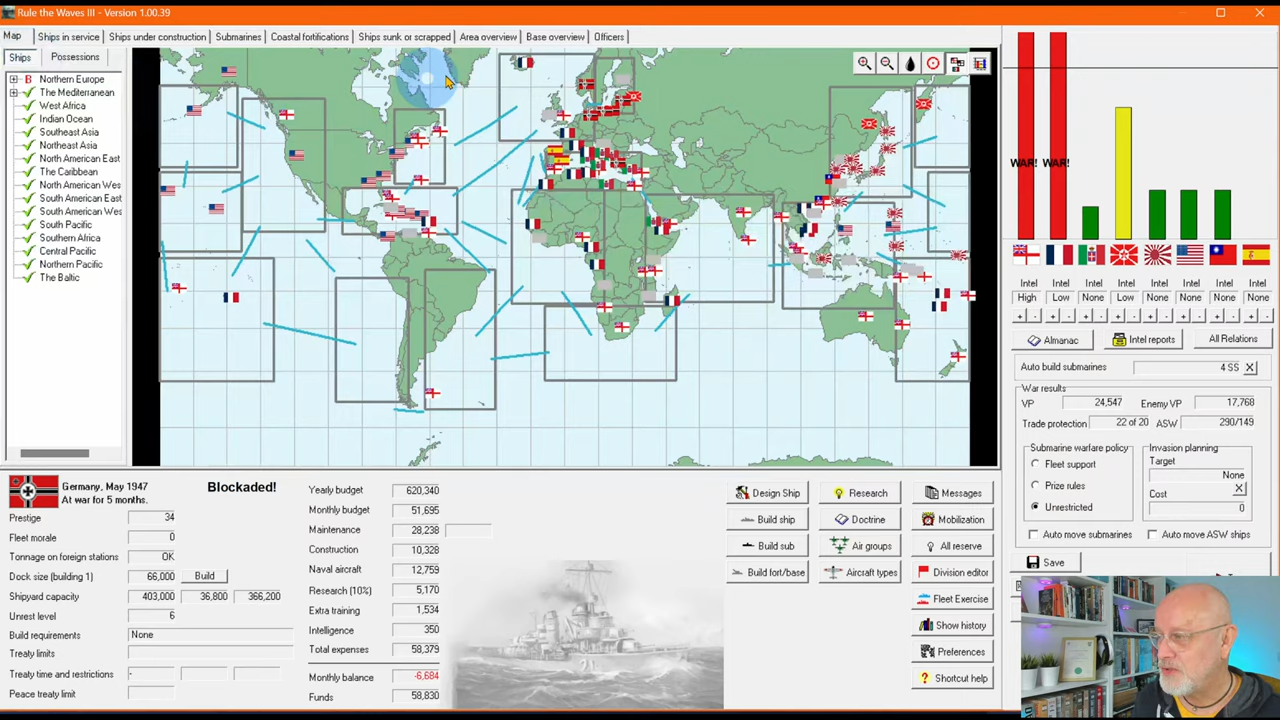 Rule the Waves III - Version 1.00.39
Map
Ships in service
Ships under construction
Submarines
Coastal fortifications
Ships sunk or scrapped
Area overview
Base overview
Officers
Ships
Possessions
B Northern Europe
The Mediterranean
West Africa
Indian Ocean
Southeast Asia
Northeast Asia
North American East
The Caribbean
North American Wes
South American East
South American Wes
South Pacific
Southern Africa
Central Pacific
Northern Pacific
The Baltic
WAR! WAR!
Intel Intel Intel Intel Intel Intel Intel Intel
High Low None Low None None None None
+ - + - + - + - + - + - + - + -
Almanac
Intel reports
All Relations
Auto build submarines 4 SS X
War results
VP 24,547 Enemy VP 17,768
Trade protection 22 of 20 ASW 290/149
Submarine warfare policy
Fleet support
Prize rules
Unrestricted
Invasion planning
Target
None
Cost X
0
Auto move submarines
Auto move ASW ships
Save
Germany, May 1947
At war for 5 months.
Blockaded!
Prestige 34
Fleet morale 0
Tonnage on foreign stations OK
Dock size (building 1) 66,000 Build
Shipyard capacity 403,000 36,800 366,200
Unrest level 6
Build requirements None
Treaty limits
Treaty time and restrictions -
Peace treaty limit
Yearly budget 620,340
Monthly budget 51,695
Maintenance 28,238
Construction 10,328
Naval aircraft 12,759
Research (10%) 5,170
Extra training 1,534
Intelligence 350
Total expenses 58,379
Monthly balance -6,684
Funds 58,830
71
Design Ship
Research
Messages
Build ship
Doctrine
Mobilization
Build sub
Air groups
All reserve
Build fort/base
Aircraft types
Division editor
Fleet Exercise
Show history
Preferences
Shortcut help